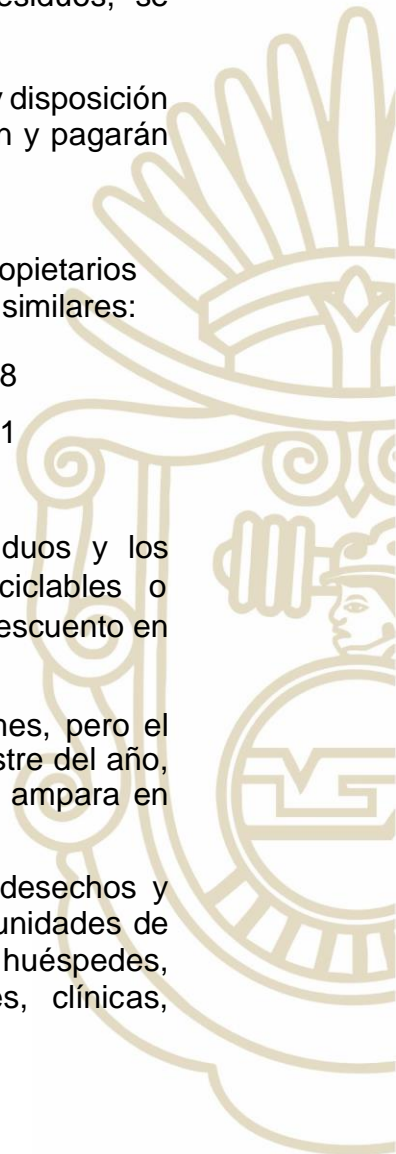 esiduos, se
y disposición
n y pagarán
opietarios
similares:
8
1
duos y los
ciclables o
escuento en
nes, pero el
stre del año,
ampara en
desechos y
unidades de
huéspedes,
es, clínicas,